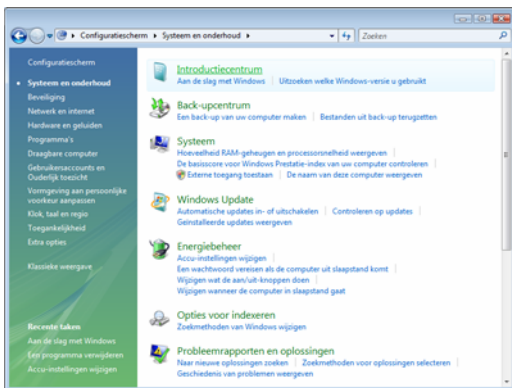 Configuratiescherm ▸ Systeem en onderhoud ▸
Zoeken
Configuratiescherm
• Systeem en onderhoud
Beveiliging
Netwerk en internet
Hardware en geluiden
Programma's
Draagbare computer
Gebruikersaccounts en
Ouderlijk toezicht
Vormgeving aan persoonlijke
voorkeur aanpassen
Klok, taal en regio
Toegankelijkheid
Extra opties
Klassieke weergave
Recente taken
Aan de slag met Windows
Een programma verwijderen
Accu-instellingen wijzigen
Introductiecentrum
Aan de slag met Windows | Uitzoeken welke Windows-versie u gebruikt
Back-upcentrum
Een back-up van uw computer maken | Bestanden uit back-up terugzetten
Systeem
Hoeveelheid RAM-geheugen en processorsnelheid weergeven
De basisscore voor Windows Prestatie-index van uw computer controleren
Externe toegang toestaan | De naam van deze computer weergeven
Windows Update
Automatische updates in- of uitschakelen | Controleren op updates
Geïnstalleerde updates weergeven
Energiebeheer
Accu-instellingen wijzigen
Een wachtwoord vereisen als de computer uit slaapstand komt
Wijzigen wat de aan/uit-knoppen doen
Wijzigen wanneer de computer in slaapstand gaat
Opties voor indexeren
Zoekmethoden van Windows wijzigen
Probleemrapporten en oplossingen
Naar nieuwe oplossingen zoeken | Zoekmethoden voor oplossingen selecteren
Geschiedenis van problemen weergeven